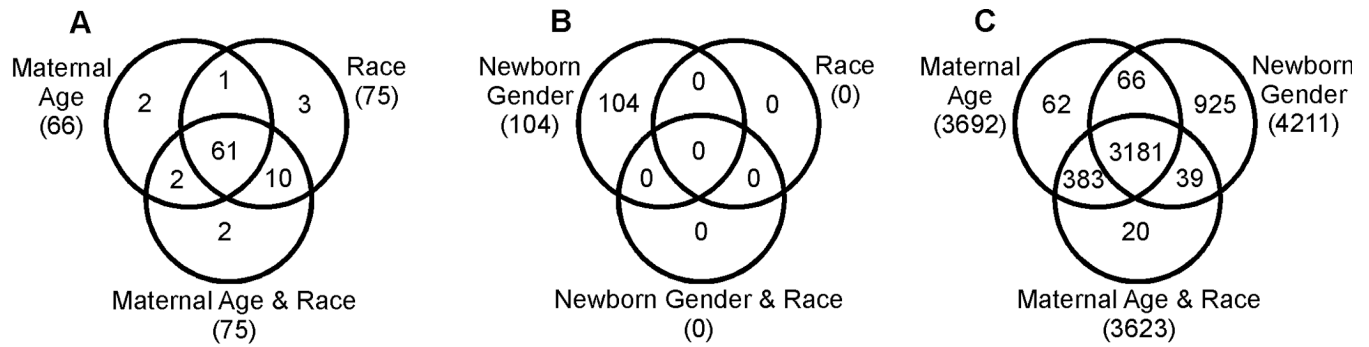 A
Maternal
Age
(66)
Race
(75)
2
1
3
61
2
10
2
Maternal Age & Race
(75)
B
Newborn
Gender
(104)
Race
(0)
104
0
0
0
0
0
0
Newborn Gender & Race
(0)
C
Maternal
Age
(3692)
Newborn
Gender
(4211)
62
66
925
3181
383
39
20
Maternal Age & Race
(3623)